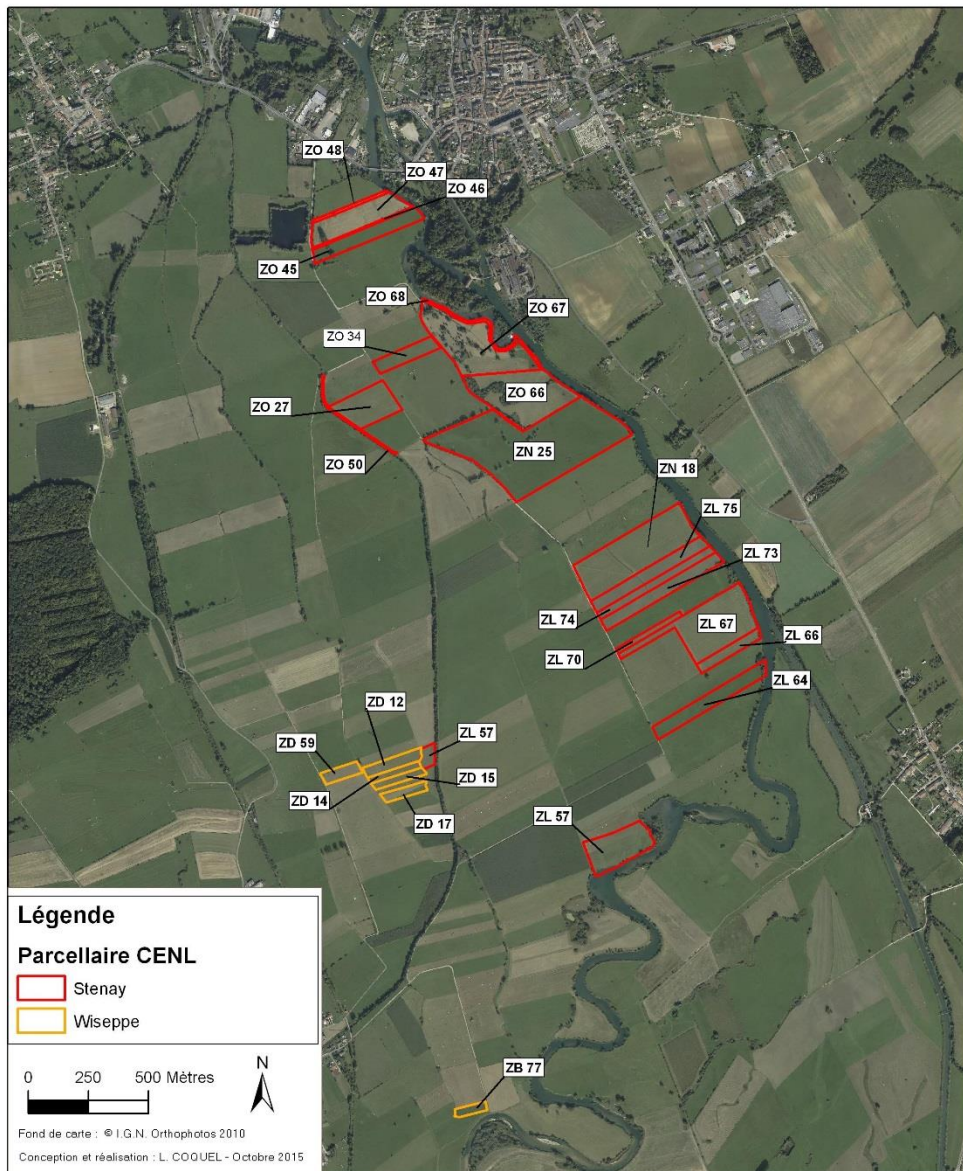 ZO 48
ZO 47
ZO 46
ZO 45
ZO 68
ZO 67
ZO 34
ZO 66
ZO 27
ZN 25
ZO 50
ZN 18
ZL 75
ZL 73
ZL 74
ZL 67
ZL 70
ZL 66
ZL 64
ZD 12
ZL 57
ZD 59
ZD 15
ZD 14
ZD 17
ZL 57
ZB 77
Légende
Parcellaire CENL
Stenay
Wiseppe
0 250 500 Mètres
N
Fond de carte : © I.G.N. Orthophotos 2010
Conception et réalisation : L. COQUEL - Octobre 2015